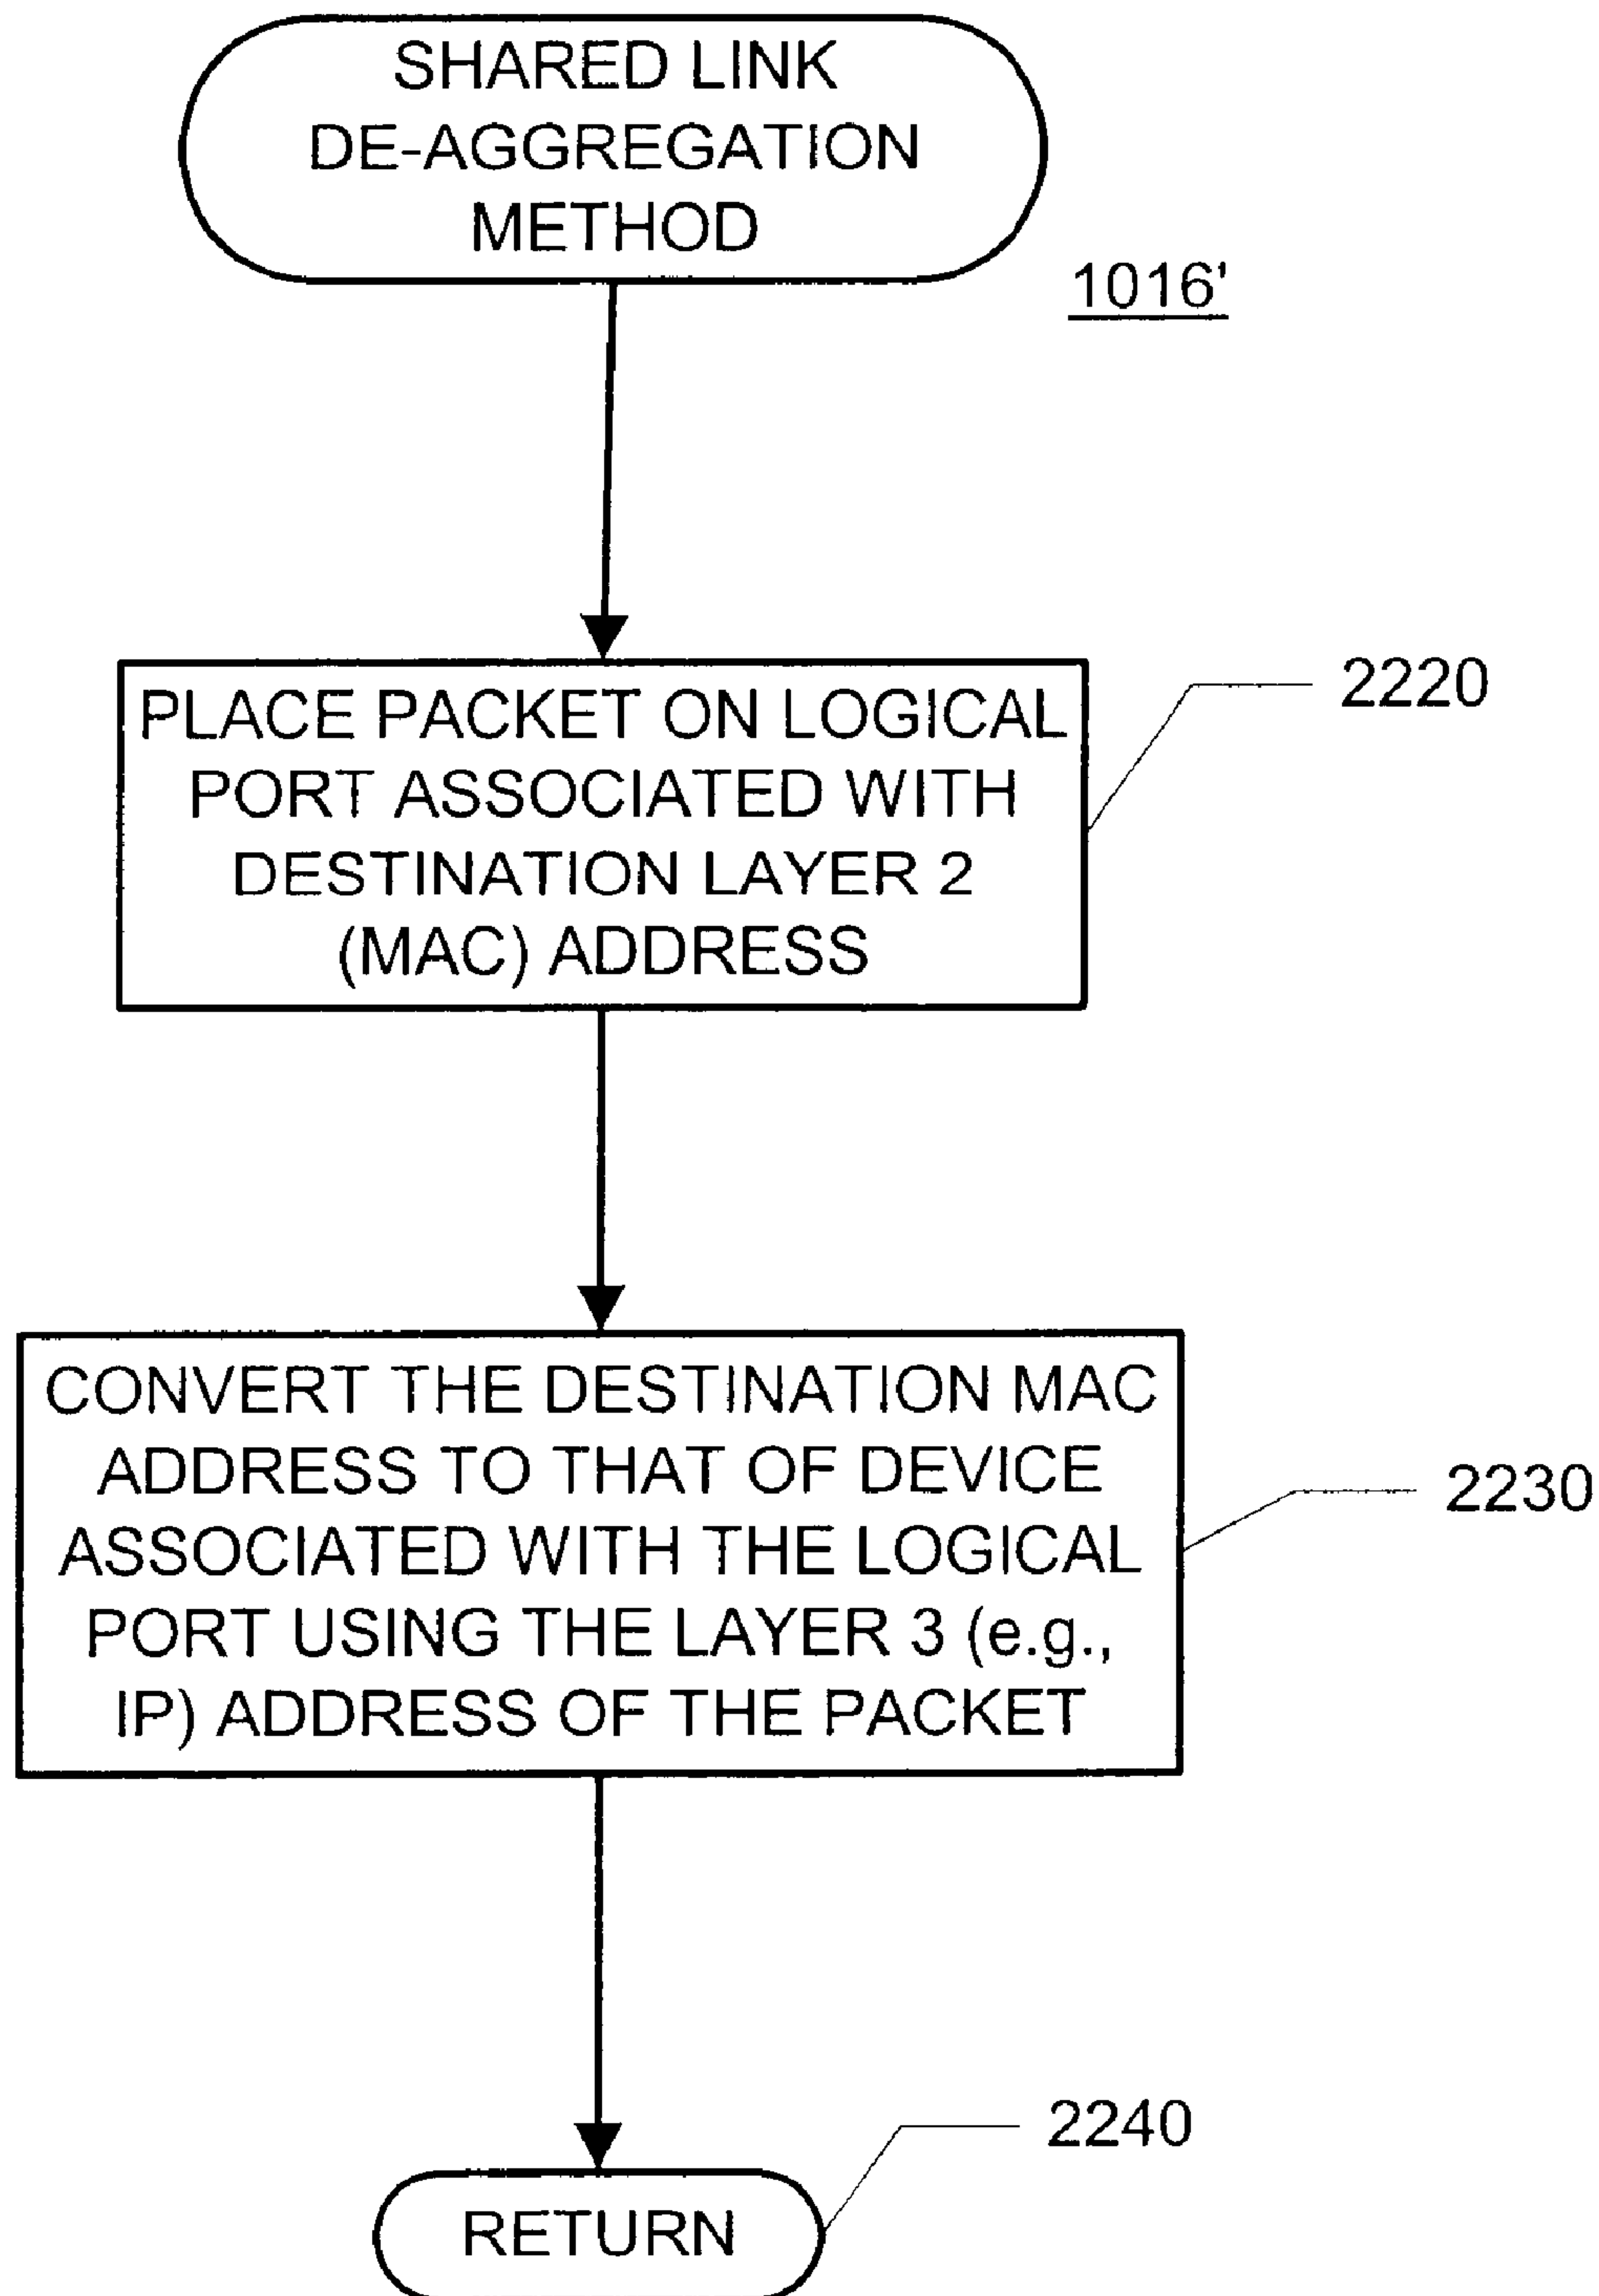 SHARED LINK
DE-AGGREGATION
METHOD
1016'
PLACE PACKET ON LOGICAL
PORT ASSOCIATED WITH
DESTINATION LAYER 2
(MAC) ADDRESS
2220
CONVERT THE DESTINATION MAC
ADDRESS TO THAT OF DEVICE
ASSOCIATED WITH THE LOGICAL
PORT USING THE LAYER 3 (e.g.,
IP) ADDRESS OF THE PACKET
2230
RETURN
2240